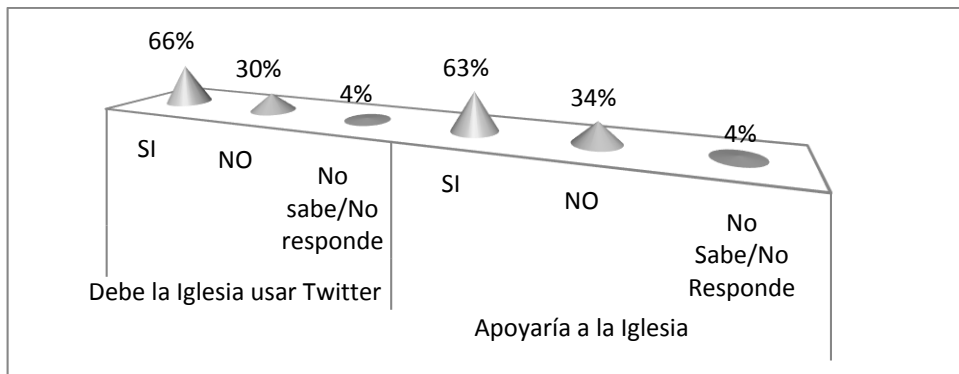 66%
30%
4%
63%
34%
4%
SI
NO
No
sabe/No
responde
SI
NO
No
Sabe/No
Responde
Debe la Iglesia usar Twitter
Apoyaría a la Iglesia